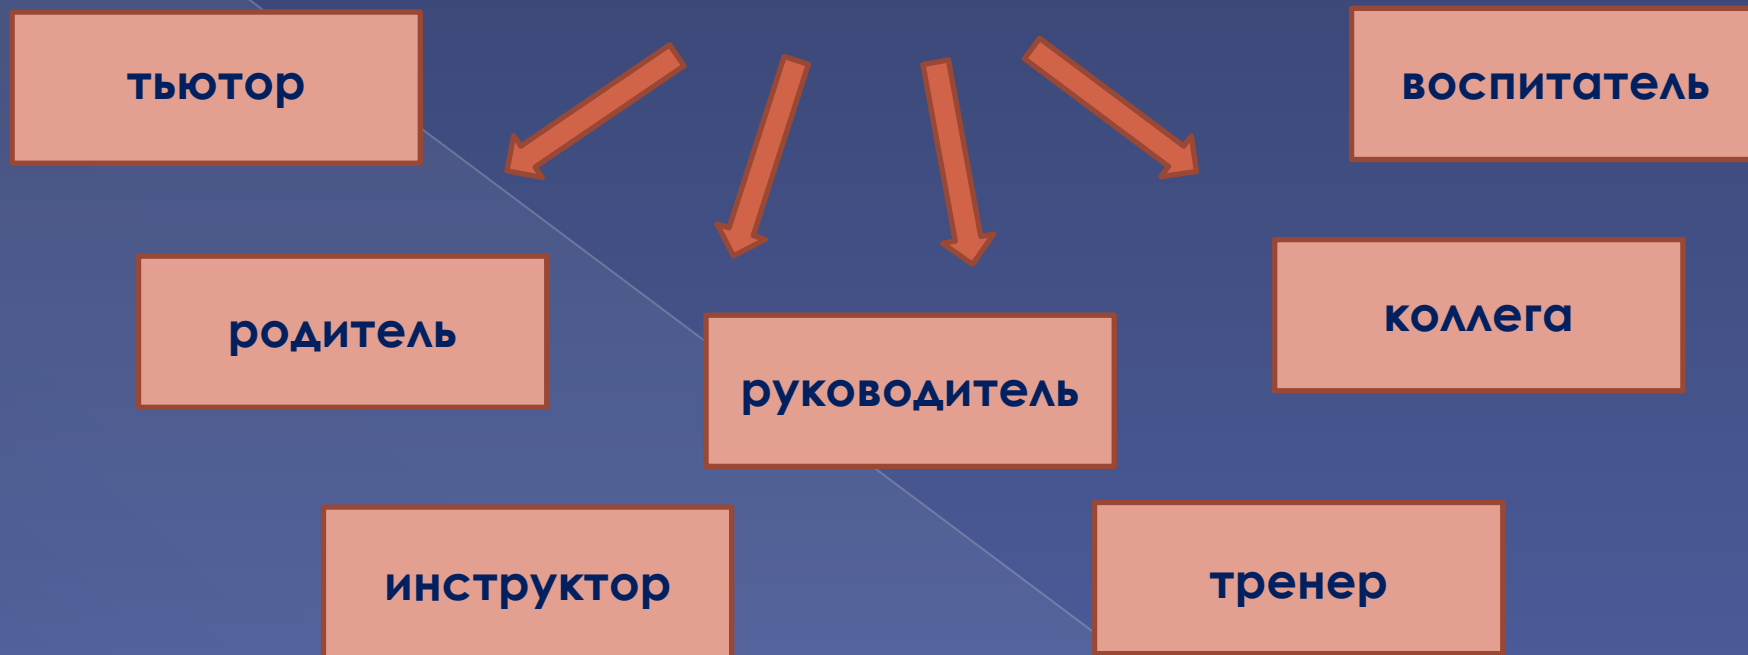 тьютор
воспитатель
родитель
коллега
руководитель
инструктор
тренер